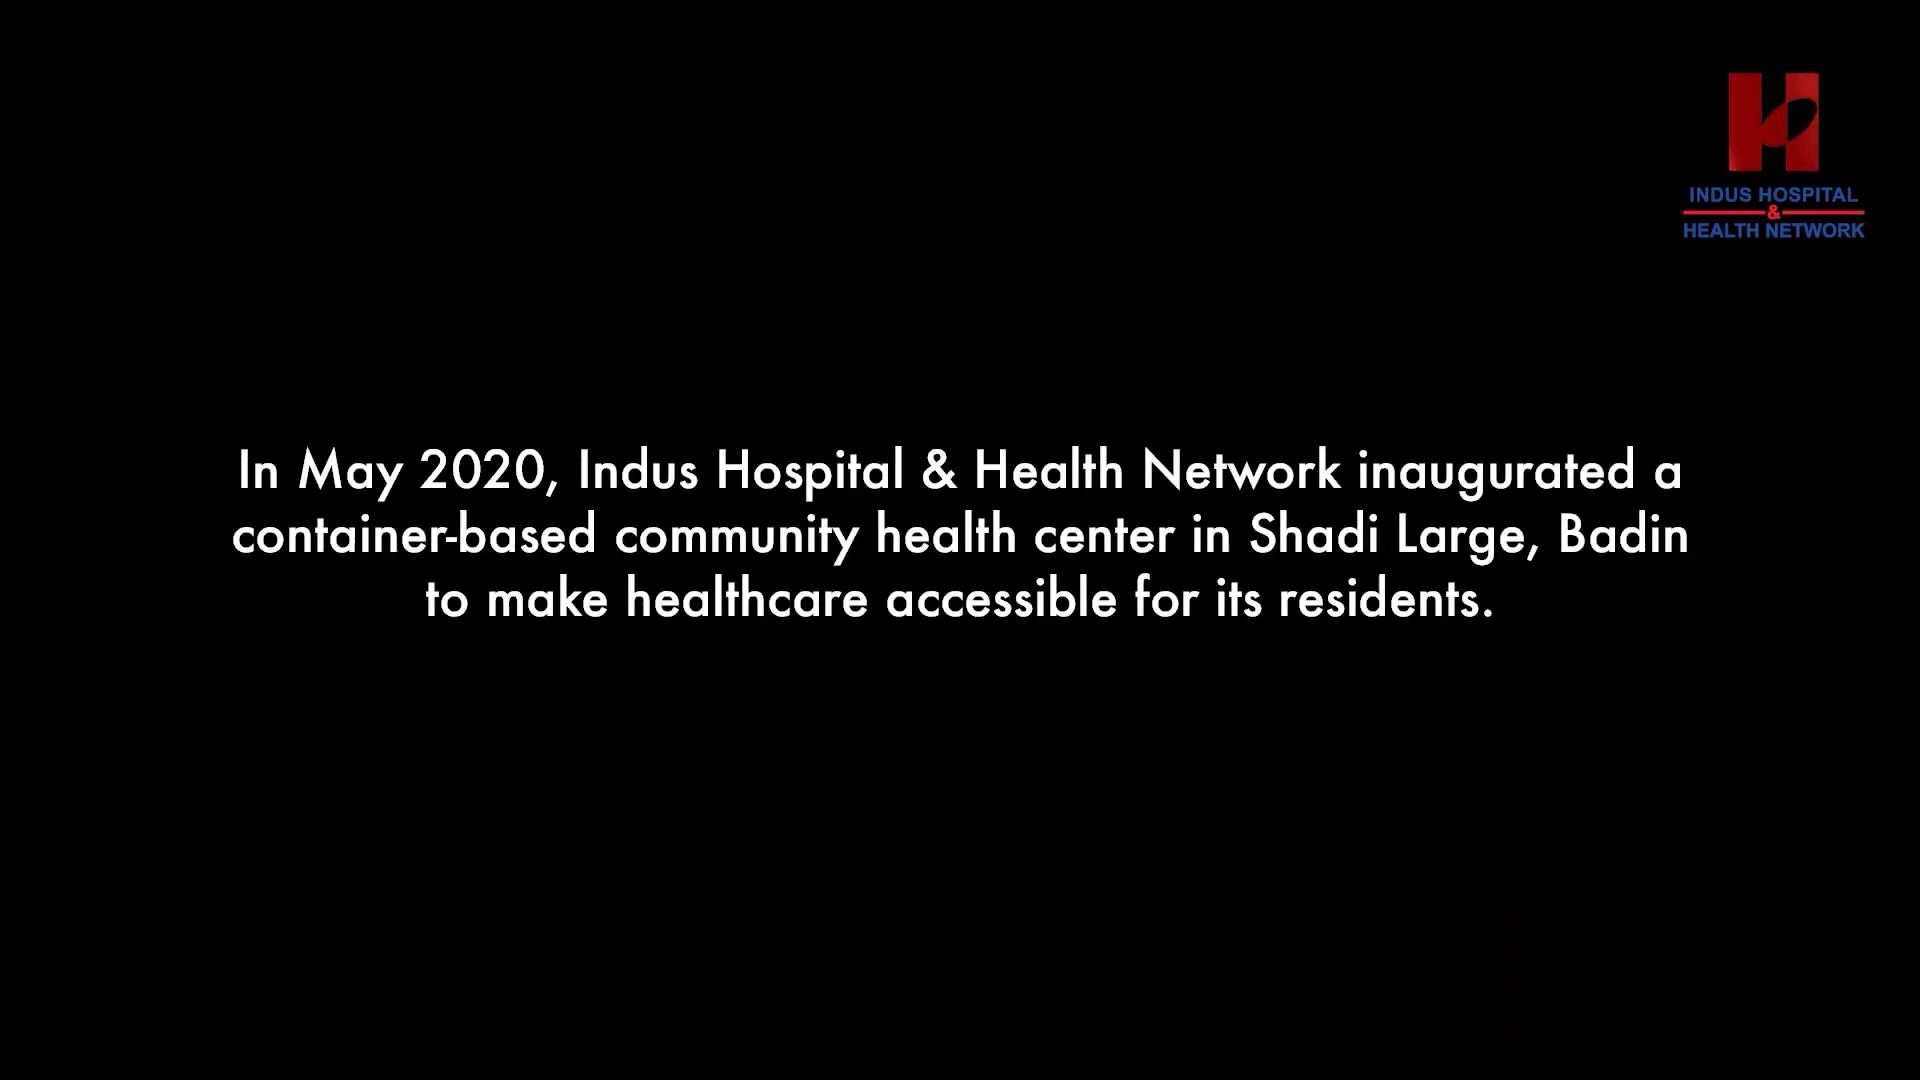 INDUS HOSPITAL
&
HEALTH NETWORK
In May 2020, Indus Hospital & Health Network inaugurated a
container-based community health center in Shadi Large, Badin
to make healthcare accessible for its residents.